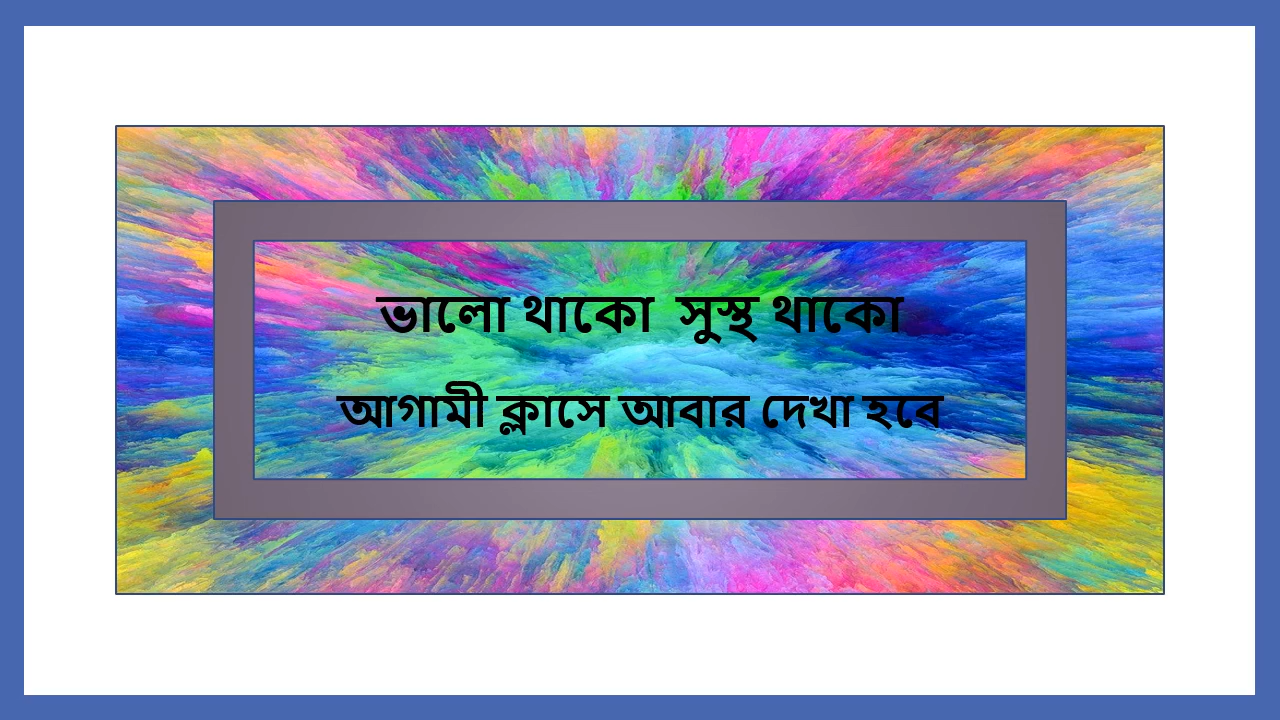 ভালো থাকো সুস্থ থাকো
আগামী ক্লাসে আবার দেখা হবে